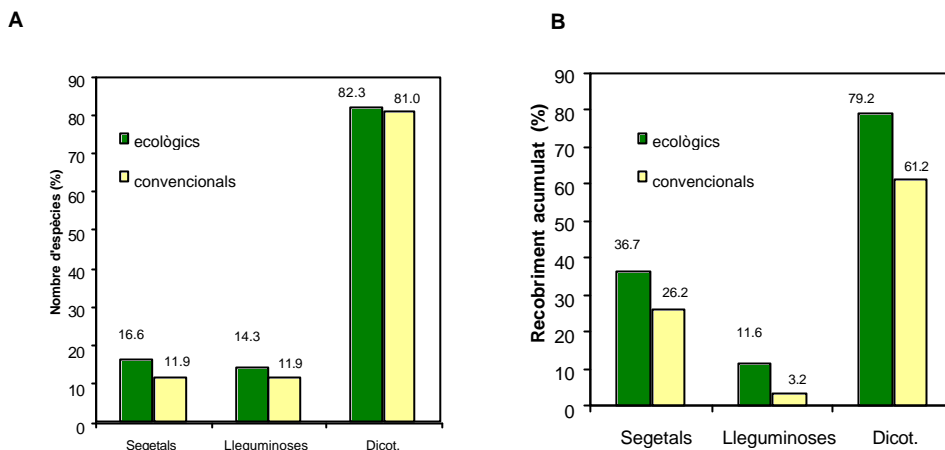 A
Nombre d'espècies (%)
90
80
70
60
50
40
30
20
10
0
ecològics
convencionals
16.6
11.9
14.3
11.9
82.3
81.0
Segetals
Lleguminoses
Dicot.
B
Recobriment acumulat (%)
90
80
70
60
50
40
30
20
10
0
ecològics
convencionals
36.7
26.2
11.6
3.2
79.2
61.2
Segetals
Lleguminoses
Dicot.